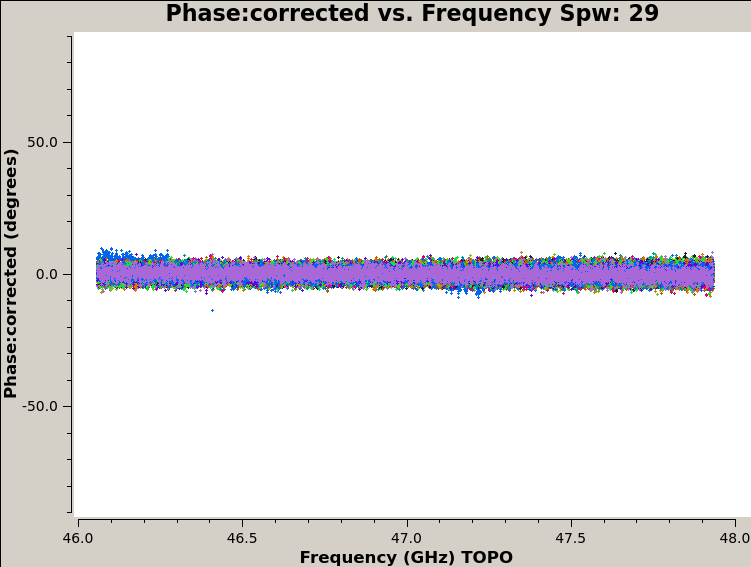 Phase:corrected vs. Frequency Spw: 29
Phase:corrected (degrees)
50.0
0.0
-50.0
46.0 46.5 47.0 47.5 48.0
Frequency (GHz) TOPO